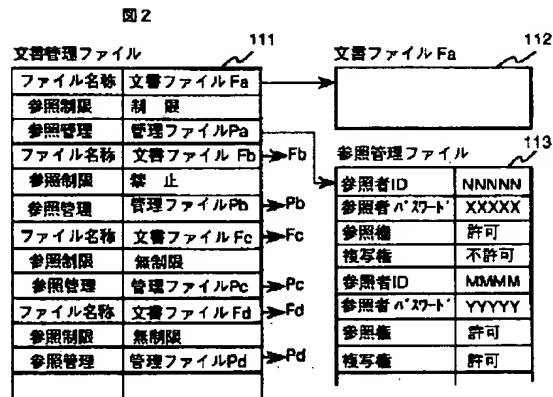 図2
文書管理ファイル
111
ファイル名称 文書ファイルFa
参照制限 制 限
参照管理 管理ファイルPa
ファイル名称 文書ファイル Fb Fb
参照制限 禁 止
参照管理 管理ファイルPb Pb
ファイル名称 文書ファイル Fc Fc
参照制限 無制限
参照管理 管理ファイルPc Pc
ファイル名称 文書ファイル Fd Fd
参照制限 無制限
参照管理 管理ファイルPd Pd
文書ファイル Fa
112
参照管理ファイル
113
参照者ID NNNNN
参照者パスワード XXXXX
参照権 許可
複写権 不許可
参照者ID MMMM
参照者パスワード YYYYY
参照権 許可
複写権 許可